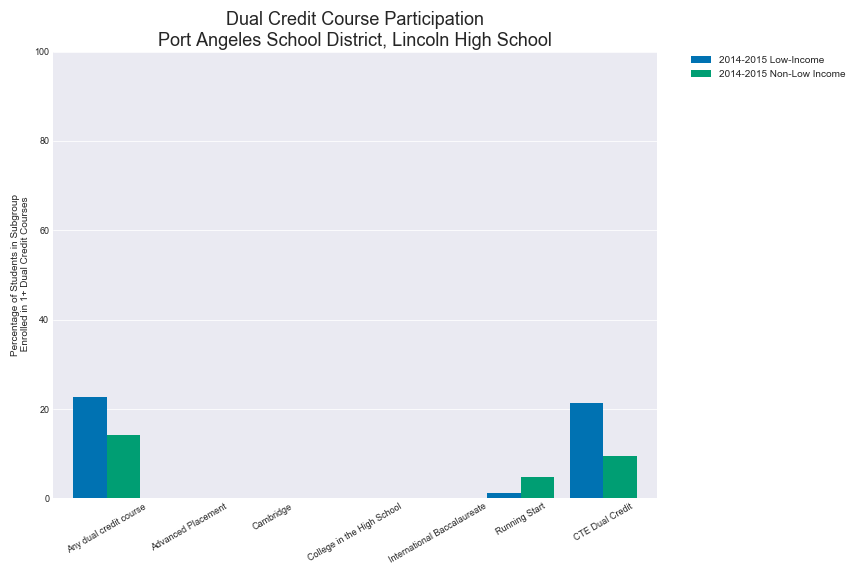 Dual Credit Course Participation
Port Angeles School District, Lincoln High School
2014-2015 Low-Income
2014-2015 Non-Low Income
Percentage of Students in Subgroup
Enrolled in 1+ Dual Credit Courses
100
80
60
40
20
0
Any dual credit course
Advanced Placement
Cambridge
College in the High School
International Baccalaureate
Running Start
CTE Dual Credit